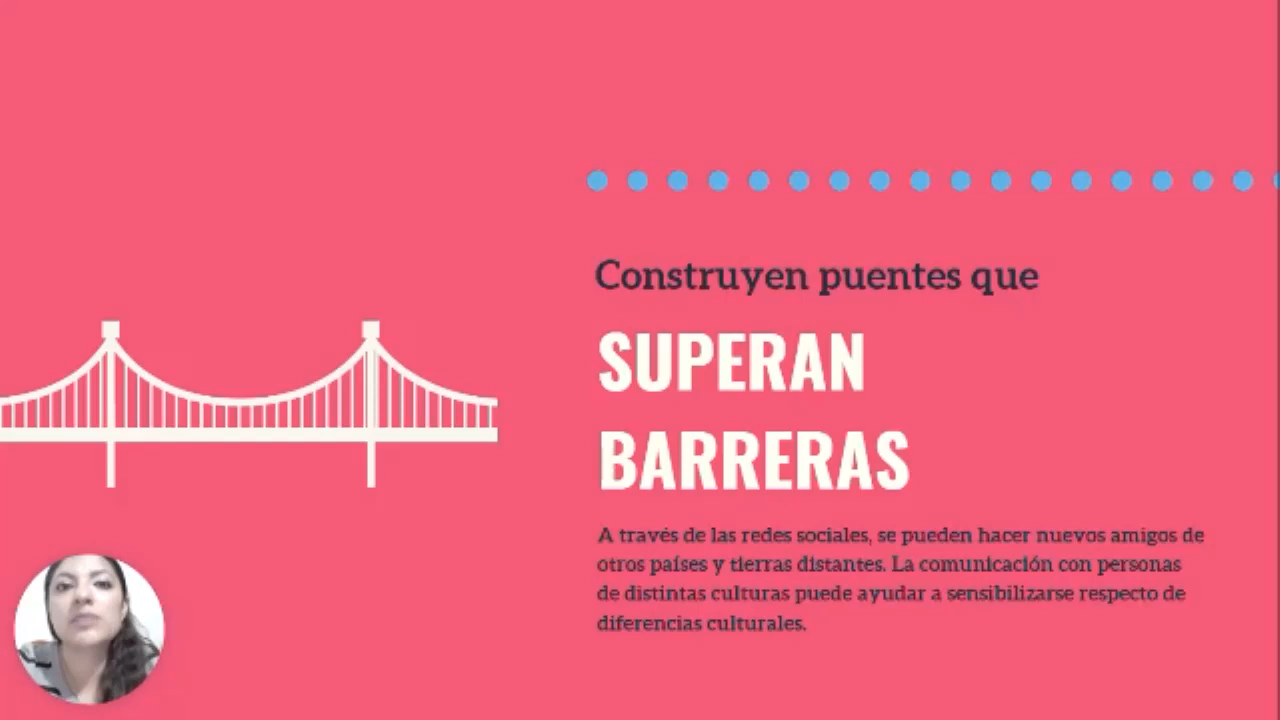 Construyen puentes que
SUPERAN
BARRERAS
A través de las redes sociales, se pueden hacer nuevos amigos de
otros países y tierras distantes. La comunicación con personas
de distintas culturas puede ayudar a sensibilizarse respecto de
diferencias culturales.